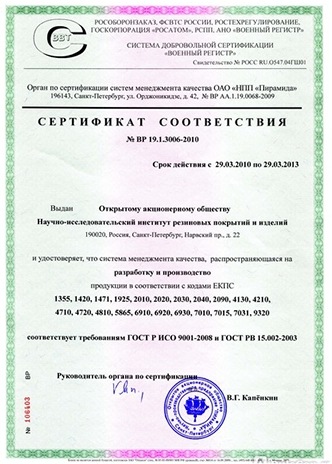 РОСОБОРОНЗАКАЗ, ФСВТС РОССИИ, РОСТЕХРЕГУЛИРОВАНИЕ,
ГОСКОРПОРАЦИЯ «РОСАТОМ», РСПП, АНО «ВОЕННЫЙ РЕГИСТР»
СВВТ
СИСТЕМА ДОБРОВОЛЬНОЙ СЕРТИФИКАЦИИ
«ВОЕННЫЙ РЕГИСТР»
Свидетельство № РОСС RU.О547.04ГШ01
Орган по сертификации систем менеджмента качества ОАО «НПП «Пирамида»
196143, Санкт-Петербург, ул. Орджоникидзе, д. 42, № ВР АА.1.19.0068-2009
СЕРТИФИКАТ СООТВЕТСТВИЯ
№ ВР 19.1.3006-2010
Срок действия с 29.03.2010 по 29.03.2013
Выдан Открытому акционерному обществу
Научно-исследовательский институт резиновых покрытий и изделий
190020, Россия, Санкт-Петербург, Нарвский пр., д. 22
и удостоверяет, что система менеджмента качества, распространяющаяся на
разработку и производство
продукции в соответствии с кодами ЕКПС
1355, 1420, 1471, 1925, 2010, 2020, 2030, 2040, 2090, 4130, 4210,
4710, 4720, 4810, 5865, 6910, 6920, 6930, 7010, 7015, 7031, 9320
соответствует требованиям ГОСТ Р ИСО 9001-2008 и ГОСТ РВ 15.002-2003
Руководитель органа по сертификации
В.Г. Капёнкин
№ 106403 ВР